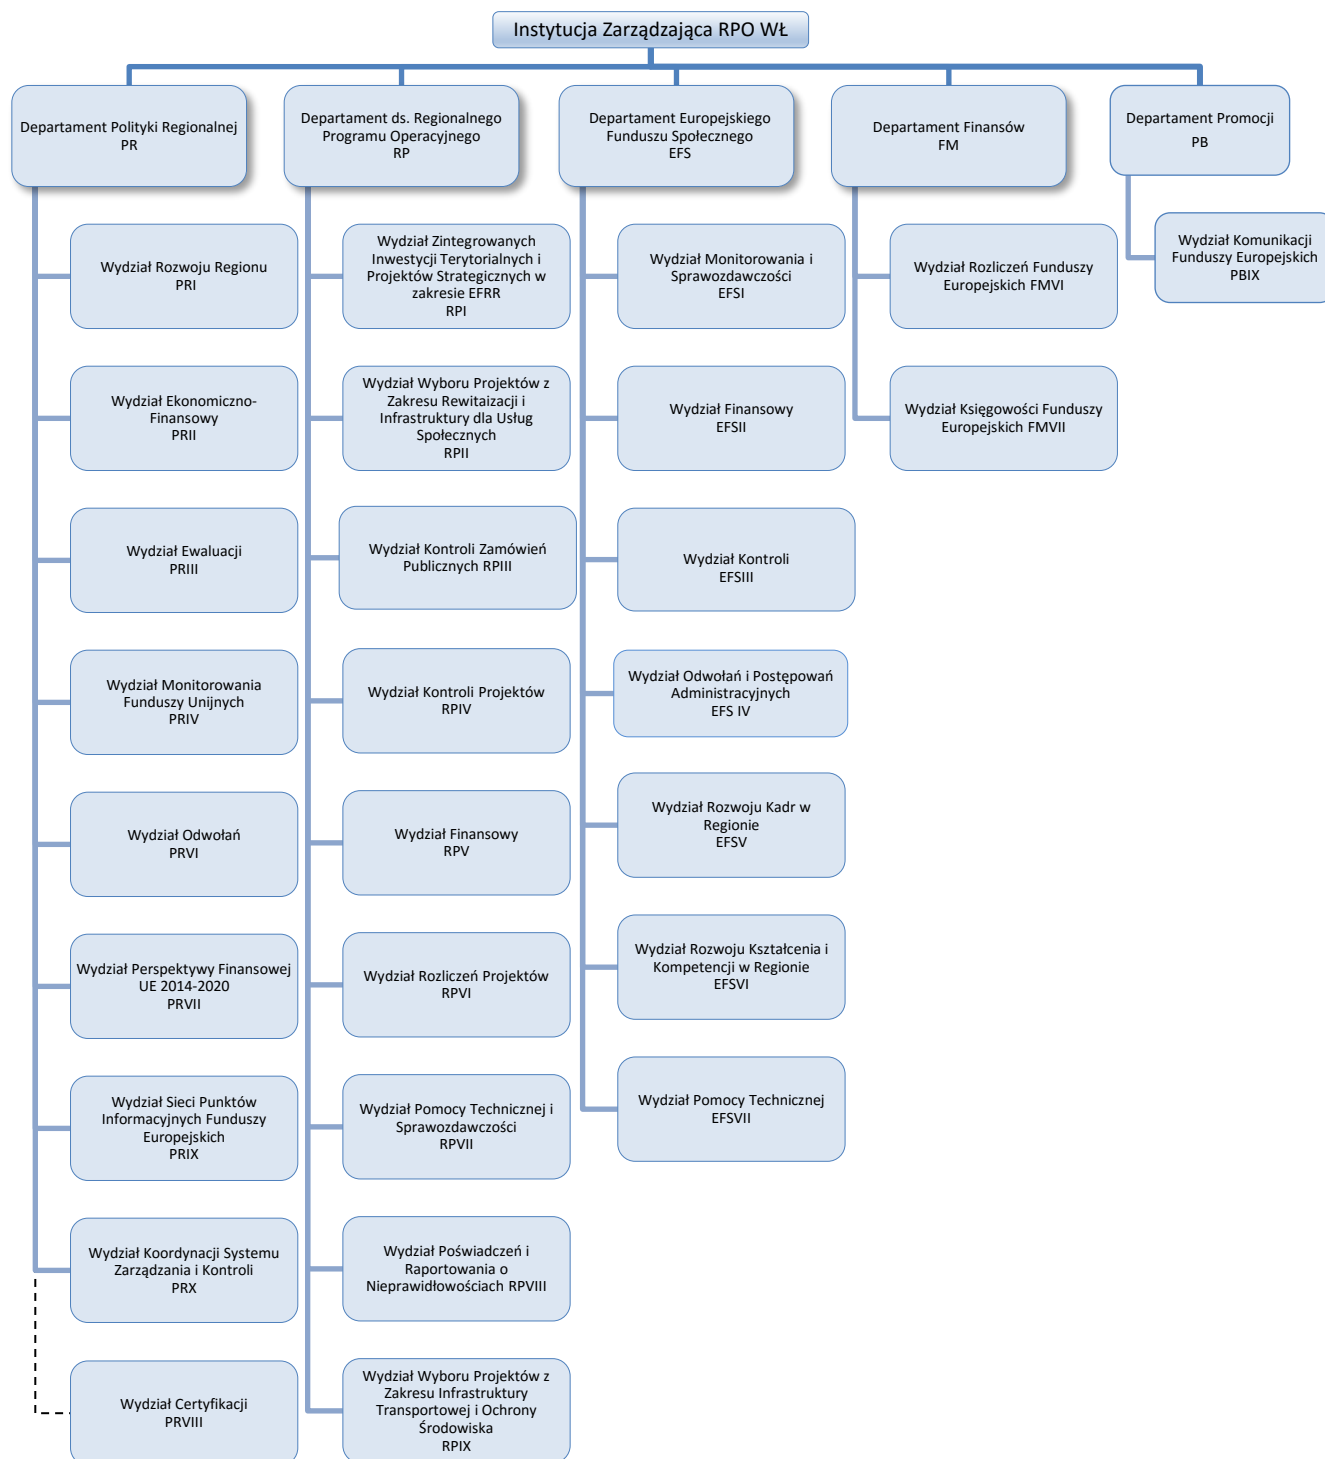 Instytucja Zarządzająca RPO WŁ
Departament Polityki Regionalnej
PR
Departament ds. Regionalnego
Programu Operacyjnego
RP
Departament Europejskiego
Funduszu Społecznego
EFS
Departament Finansów
FM
Departament Promocji
PB
Wydział Rozwoju Regionu
PRI
Wydział Ekonomiczno-
Finansowy
PRII
Wydział Ewaluacji
PRIII
Wydział Monitorowania
Funduszy Unijnych
PRIV
Wydział Odwołań
PRVI
Wydział Perspektywy Finansowej
UE 2014-2020
PRVII
Wydział Sieci Punktów
Informacyjnych Funduszy
Europejskich
PRIX
Wydział Koordynacji Systemu
Zarządzania i Kontroli
PRX
Wydział Certyfikacji
PRVIII
Wydział Zintegrowanych
Inwestycji Terytorialnych i
Projektów Strategicznych w
zakresie EFRR
RPI
Wydział Wyboru Projektów z
Zakresu Rewitaizacji i
Infrastruktury dla Usług
Społecznych
RPII
Wydział Kontroli Zamówień
Publicznych RPIII
Wydział Kontroli Projektów
RPIV
Wydział Finansowy
RPV
Wydział Rozliczeń Projektów
RPVI
Wydział Pomocy Technicznej i
Sprawozdawczości
RPVII
Wydział Poświadczeń i
Raportowania o
Nieprawidłowościach RPVIII
Wydział Wyboru Projektów z
Zakresu Infrastruktury
Transportowej i Ochrony
Środowiska
RPIX
Wydział Monitorowania i
Sprawozdawczości
EFSI
Wydział Finansowy
EFSII
Wydział Kontroli
EFSIII
Wydział Odwołań i Postępowań
Administracyjnych
EFS IV
Wydział Rozwoju Kadr w
Regionie
EFSV
Wydział Rozwoju Kształcenia i
Kompetencji w Regionie
EFSVI
Wydział Pomocy Technicznej
EFSVII
Wydział Rozliczeń Funduszy
Europejskich FMVI
Wydział Księgowości Funduszy
Europejskich FMVII
Wydział Komunikacji
Funduszy Europejskich
PBIX